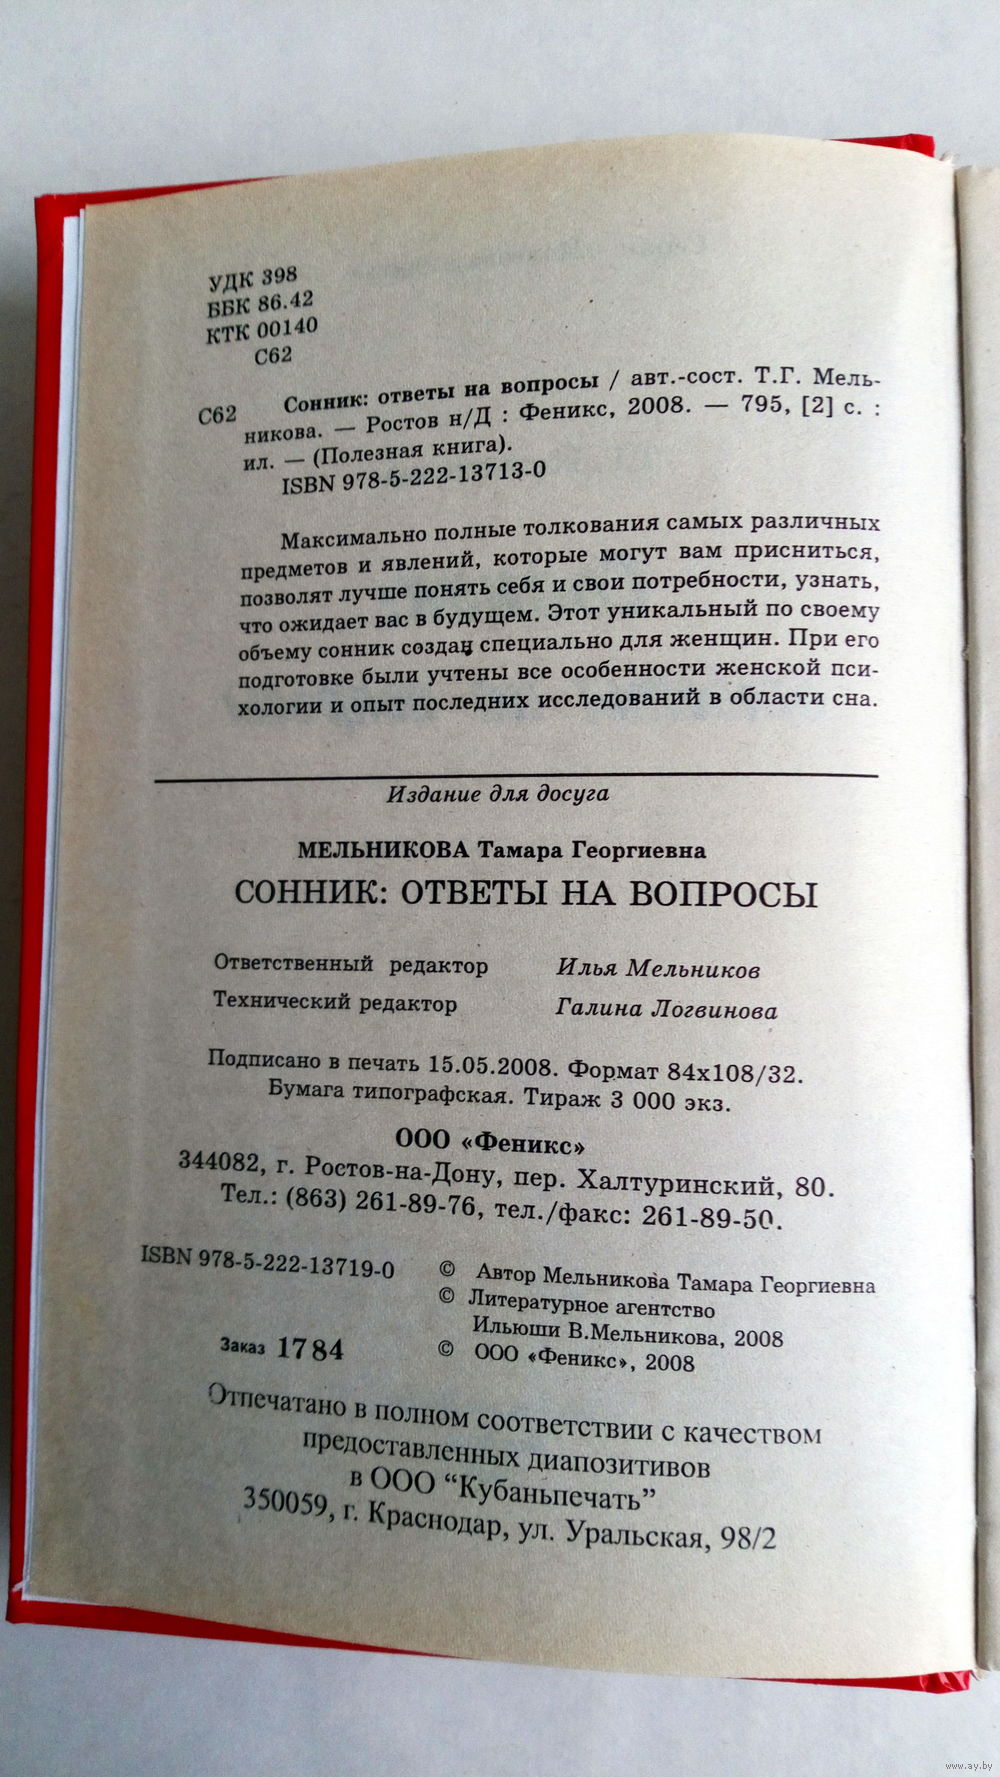 УДК 398
ББК 86.42
КТК 00140
С62
С62 Сонник: ответы на вопросы / авт.-сост. Т.Г. Мель-
никова. — Ростов н/Д : Феникс, 2008. — 795, [2] с. :
ил. — (Полезная книга).
ISBN 978-5-222-13713-0
Максимально полные толкования самых различных
предметов и явлений, которые могут вам присниться,
позволят лучше понять себя и свои потребности, узнать,
что ожидает вас в будущем. Этот уникальный по своему
объему сонник создан специально для женщин. При его
подготовке были учтены все особенности женской пси-
хологии и опыт последних исследований в области сна.
Издание для досуга
МЕЛЬНИКОВА Тамара Георгиевна
СОННИК: ОТВЕТЫ НА ВОПРОСЫ
Ответственный редактор Илья Мельников
Технический редактор Галина Логвинова
Подписано в печать 15.05.2008. Формат 84х108/32.
Бумага типографская. Тираж 3 000 экз.
ООО «Феникс»
344082, г. Ростов-на-Дону, пер. Халтуринский, 80.
Тел.: (863) 261-89-76, тел./факс: 261-89-50.
ISBN 978-5-222-13719-0
© Автор Мельникова Тамара Георгиевна
© Литературное агентство
Ильюши В.Мельникова, 2008
© ООО «Феникс», 2008
Заказ 1784
Отпечатано в полном соответствии с качеством
предоставленных диапозитивов
в ООО “Кубаньпечать”
350059, г. Краснодар, ул. Уральская, 98/2
www.ay.by